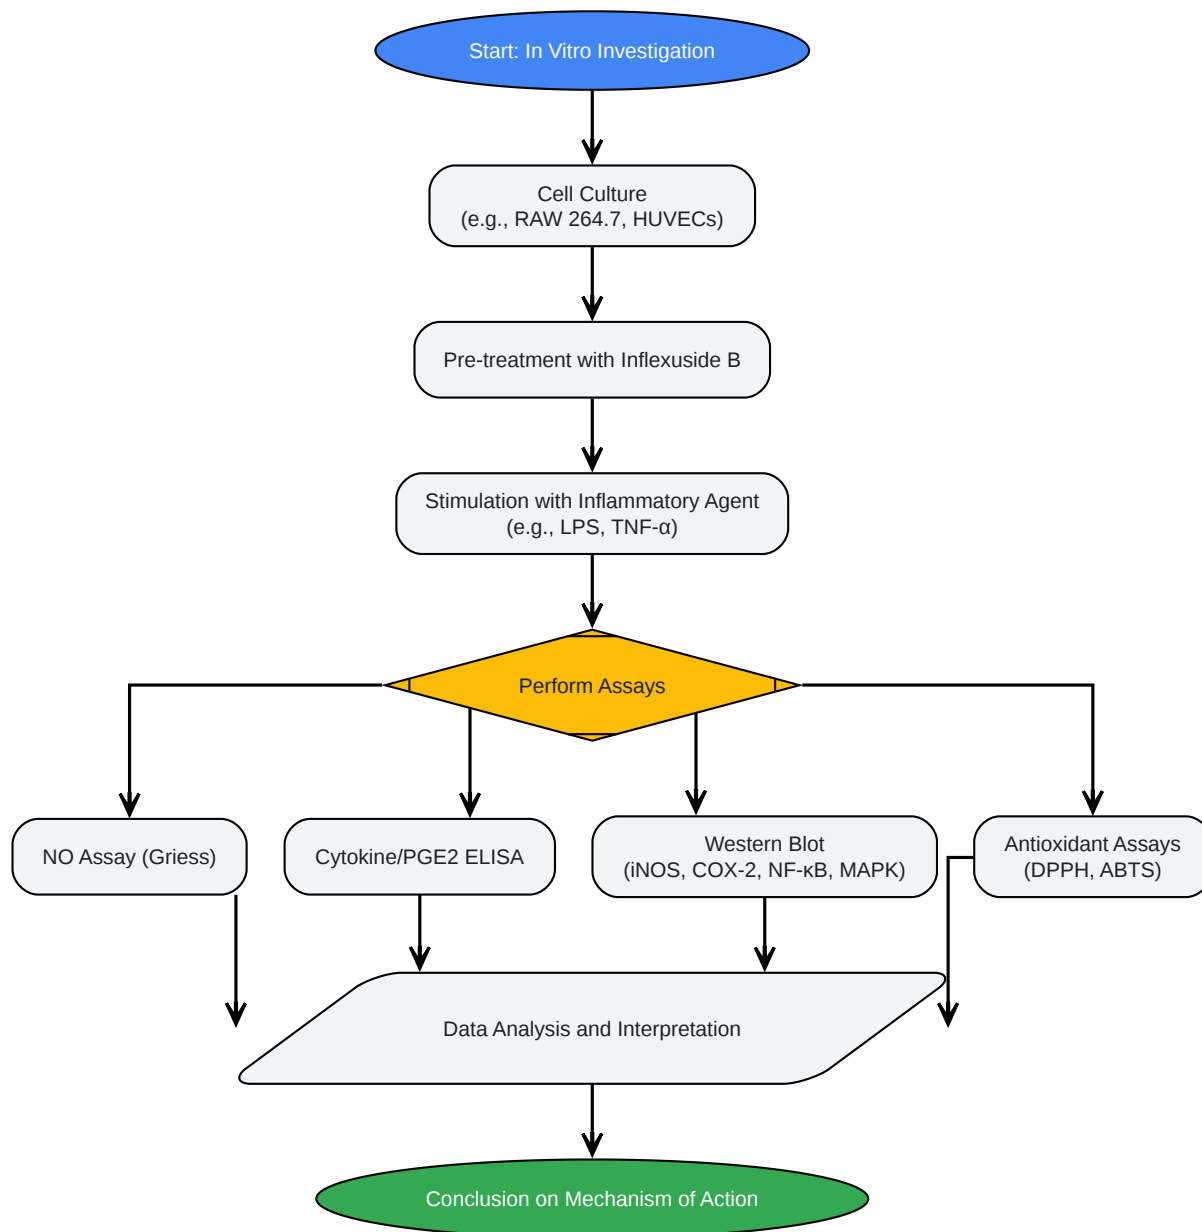 Start: In Vitro Investigation
Cell Culture
(e.g., RAW 264.7, HUVECs)
Pre-treatment with Inflexuside B
Stimulation with Inflammatory Agent
(e.g., LPS, TNF-α)
Perform Assays
NO Assay (Griess)
Cytokine/PGE2 ELISA
Western Blot
(iNOS, COX-2, NF-κB, MAPK)
Antioxidant Assays
(DPPH, ABTS)
Data Analysis and Interpretation
Conclusion on Mechanism of Action